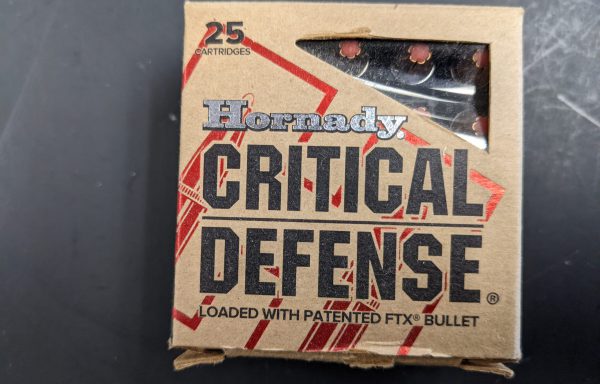 25
CARTRIDGES
Hornady
CRITICAL
DEFENSE®
LOADED WITH PATENTED FTX® BULLET